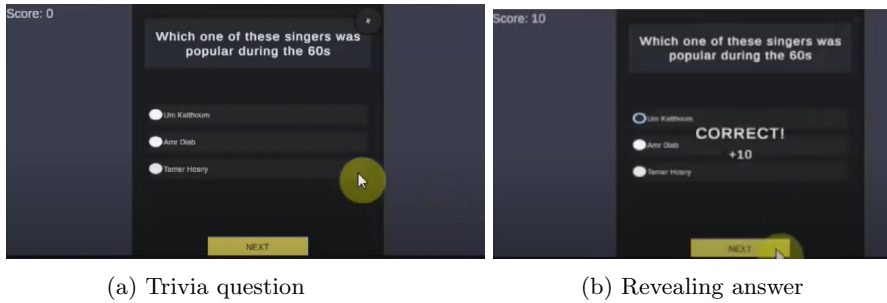 Score: 0
Which one of these singers was
popular during the 60s
Um Kalthoum
Amr Diab
Tamer Hosny
NEXT
(a) Trivia question
Score: 10
Which one of these singers was
popular during the 60s
Um Kalthoum
Amr Diab
Tamer Hosny
CORRECT!
+10
NEXT
(b) Revealing answer